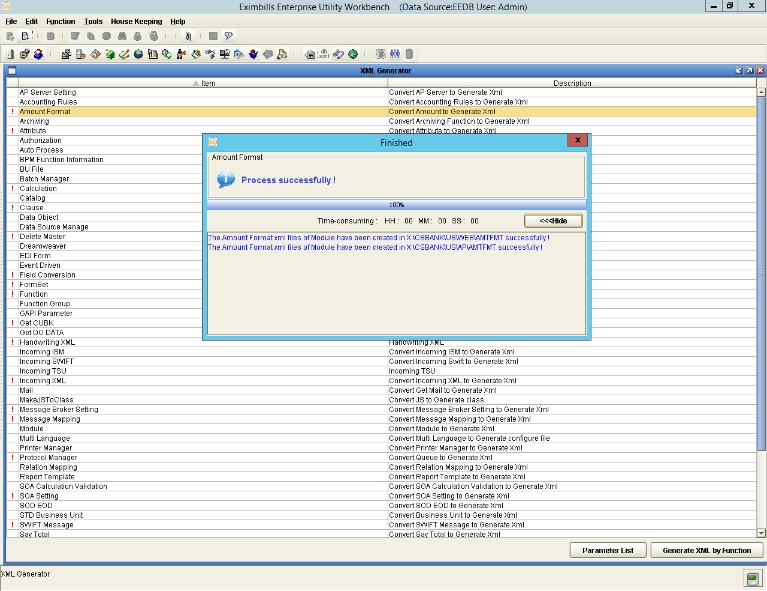 Eximbills Enterprise Utility Workbench (Data Source:EEDB User: Admin)
File Edit Function Tools House Keeping Help
XML Generator
Item Description
AP Server Setting Convert AP Server to Generate Xml
Accounting Rules Convert Accounting Rules to Generate Xml
! Amount Format Convert Amount to Generate Xml
Archiving Convert Archiving Function to Generate Xml
! Attribute Convert Attribute to Generate Xml
Authorization
Auto Process
BPM Function Information
BU File
Batch Manager
! Calculation
Catalog
! Clause
Data Object
Data Source Manage
! Delete Master
Dreamweaver
EDI Form
Event Driven
! Field Conversion
! FormSet
! Function
Function Group
GAPI Parameter
! Get CUBK
Get DO DATA
Finished X
Amount Format
Process successfully !
100%
Time-consuming : HH : 00 MM : 00 SS : 00
<<<Hide
The Amount Format xml files of Module have been created in X:\CSBANK\US\WEB\AMTFMT successfully !
The Amount Format xml files of Module have been created in X:\CSBANK\US\AP\AMTFMT successfully !
! Handwriting XML Handwriting XML
Incoming ISM Convert Incoming ISM to Generate Xml
Incoming SWIFT Convert Incoming Swift to Generate Xml
Incoming TSU Incoming TSU
! Incoming XML Convert Incoming XML to Generate Xml
Mail Convert Get Mail to Generate Xml
MakeJSToClass Convert JS to Generate class
! Message Broker Setting Convert Message Broker Setting to Generate Xml
! Message Mapping Convert Message Mapping to Generate Xml
Module Convert Module to Generate Xml
Multi Language Convert Multi Language to Generate configure file
Printer Manager Convert Printer Manager to Generate Xml
! Protocol Manager Convert Queue to Generate Xml
Relation Mapping Convert Relation Mapping to Generate Xml
Report Template Convert Report Template to Generate Xml
SOA Calculation Validation Convert SOA Calculation Validation to Generate Xml
! SOA Setting Convert SOA Setting to Generate Xml
SOD EOD Convert SOD EOD to Generate Xml
STD Business Unit Convert STD Business Unit to Generate Xml
! SWIFT Message Convert SWIFT Message to Generate Xml
Say Total Convert Say Total to Generate Xml
Parameter List Generate XML by Function
XML Generator